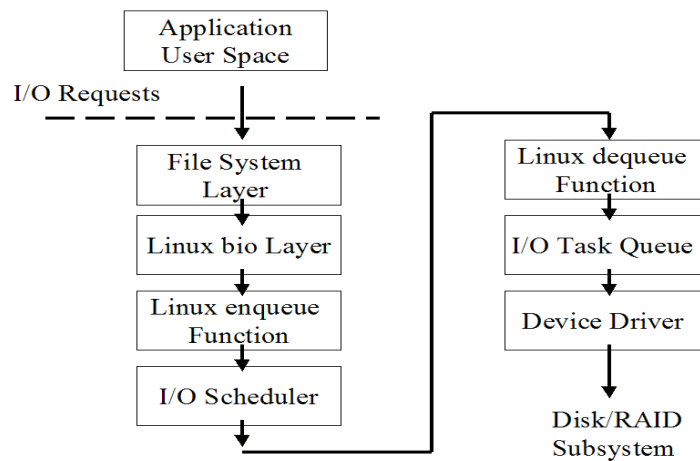 Application
User Space
I/O Requests
File System
Layer
Linux bio Layer
Linux enqueue
Function
I/O Scheduler
Linux dequeue
Function
I/O Task Queue
Device Driver
Disk/RAID
Subsystem